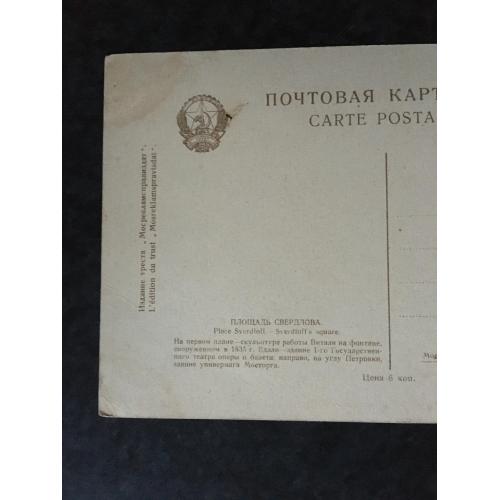 ПОЧТОВАЯ КАРТ
CARTE POSTA
Издание треста „Мосрекламсправиздат“.
L'édition du trust „Mosreklamspravisdat“.
ПЛОЩАДЬ СВЕРДЛОВА.
Place Sverdloff. - Sverdloff's square.
На первом плане—скульптура работы Витали на фонтане,
сооруженном в 1835 г. Вдали—здание 1-го Государствен-
ного театра оперы и балета; направо, на углу Петровки,
здание универмага Мосторга.
Цена 6 коп.